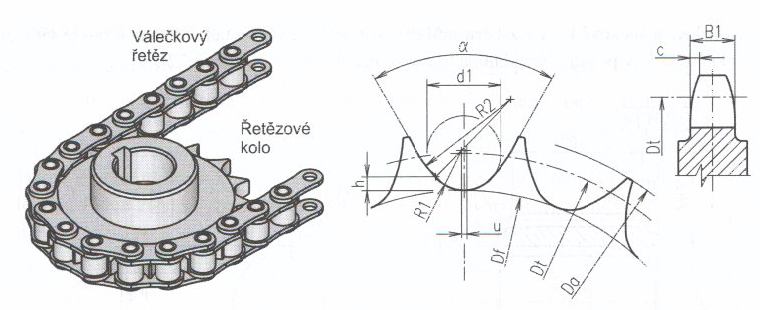 Válečkový
řetěz
Řetězové
kolo
α
d1
R2
h
R1
u
Df
Dt
Da
B1
c
Dt